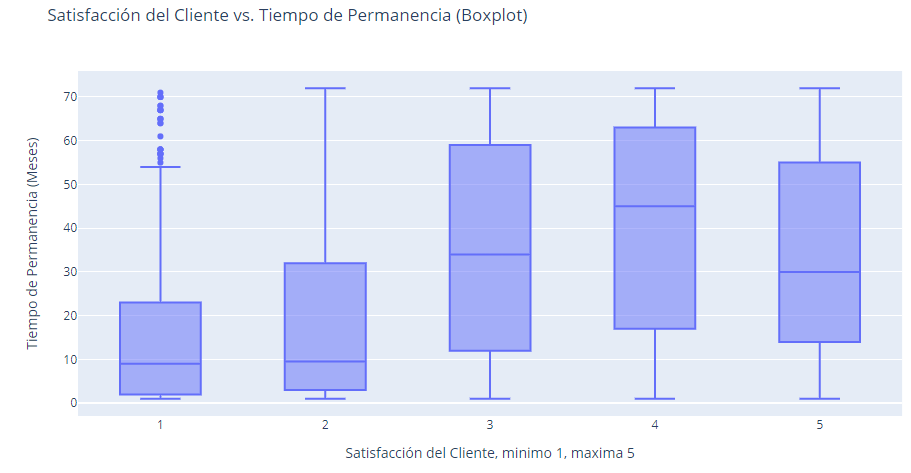 Satisfacción del Cliente vs. Tiempo de Permanencia (Boxplot)
Tiempo de Permanencia (Meses)
70
60
50
40
30
20
10
0
1 2 3 4 5
Satisfacción del Cliente, minimo 1, maxima 5